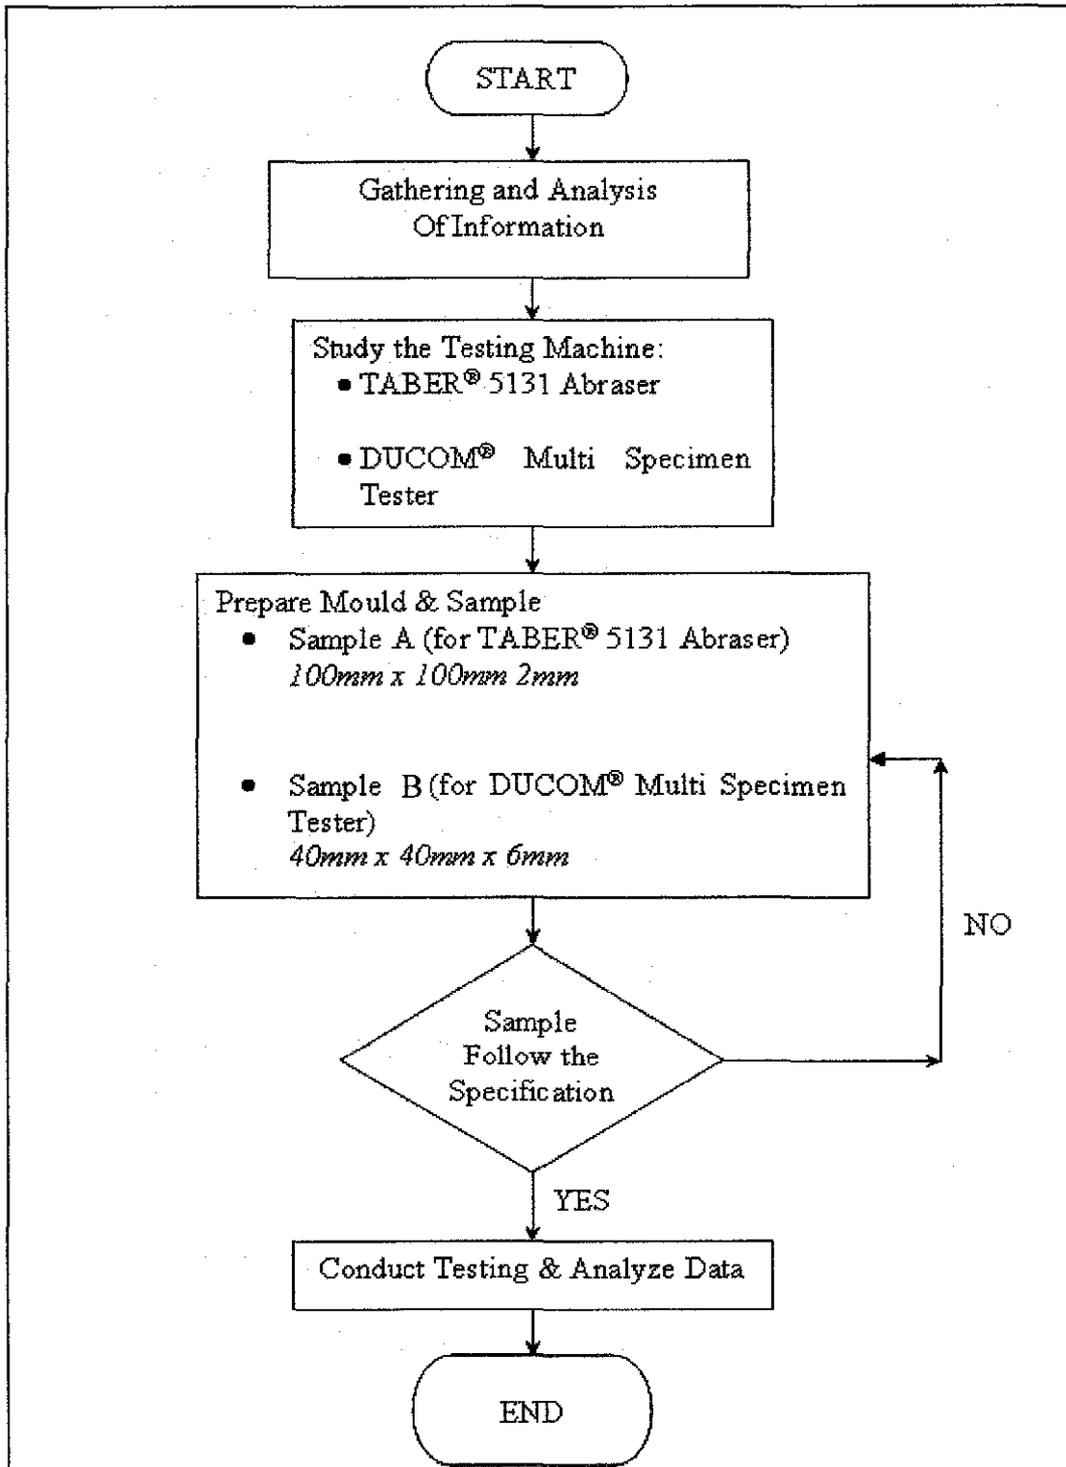 START
Gathering and Analysis
Of Information
Study the Testing Machine:
• TABER® 5131 Abraser
• DUCOM® Multi Specimen
Tester
Prepare Mould & Sample
• Sample A (for TABER® 5131 Abraser)
100mm x 100mm 2mm
• Sample B (for DUCOM® Multi Specimen
Tester)
40mm x 40mm x 6mm
NO
Sample
Follow the
Specification
YES
Conduct Testing & Analyze Data
END